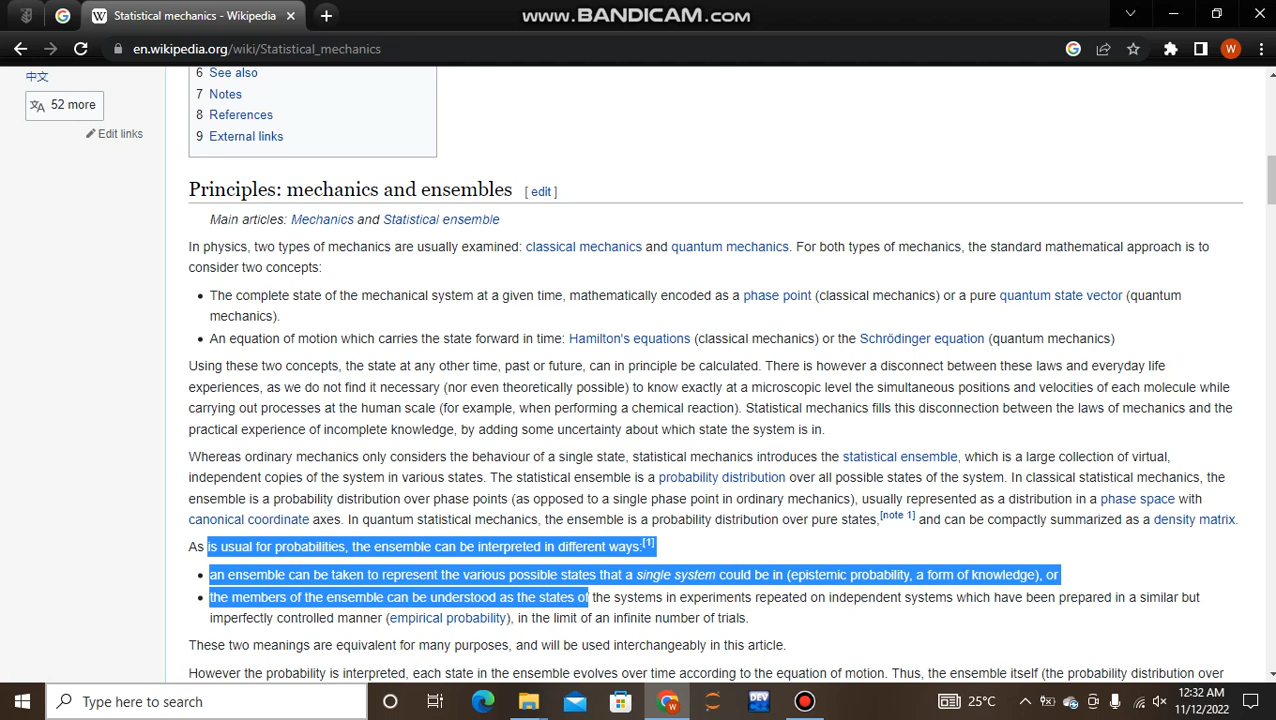 Statistical mechanics - Wikipedia
www.BANDICAM.com
en.wikipedia.org/wiki/Statistical_mechanics
W
中文
52 more
Edit links
6 See also
7 Notes
8 References
9 External links
Principles: mechanics and ensembles [ edit ]
Main articles: Mechanics and Statistical ensemble
In physics, two types of mechanics are usually examined: classical mechanics and quantum mechanics. For both types of mechanics, the standard mathematical approach is to
consider two concepts:
• The complete state of the mechanical system at a given time, mathematically encoded as a phase point (classical mechanics) or a pure quantum state vector (quantum
mechanics).
• An equation of motion which carries the state forward in time: Hamilton's equations (classical mechanics) or the Schrödinger equation (quantum mechanics)
Using these two concepts, the state at any other time, past or future, can in principle be calculated. There is however a disconnect between these laws and everyday life
experiences, as we do not find it necessary (nor even theoretically possible) to know exactly at a microscopic level the simultaneous positions and velocities of each molecule while
carrying out processes at the human scale (for example, when performing a chemical reaction). Statistical mechanics fills this disconnection between the laws of mechanics and the
practical experience of incomplete knowledge, by adding some uncertainty about which state the system is in.
Whereas ordinary mechanics only considers the behaviour of a single state, statistical mechanics introduces the statistical ensemble, which is a large collection of virtual,
independent copies of the system in various states. The statistical ensemble is a probability distribution over all possible states of the system. In classical statistical mechanics, the
ensemble is a probability distribution over phase points (as opposed to a single phase point in ordinary mechanics), usually represented as a distribution in a phase space with
canonical coordinate axes. In quantum statistical mechanics, the ensemble is a probability distribution over pure states,[note 1] and can be compactly summarized as a density matrix.
As is usual for probabilities, the ensemble can be interpreted in different ways:[1]
• an ensemble can be taken to represent the various possible states that a single system could be in (epistemic probability, a form of knowledge), or
• the members of the ensemble can be understood as the states of the systems in experiments repeated on independent systems which have been prepared in a similar but
imperfectly controlled manner (empirical probability), in the limit of an infinite number of trials.
These two meanings are equivalent for many purposes, and will be used interchangeably in this article.
However the probability is interpreted, each state in the ensemble evolves over time according to the equation of motion. Thus, the ensemble itself (the probability distribution over
Type here to search
DEV
25°C
12:32 AM
11/12/2022